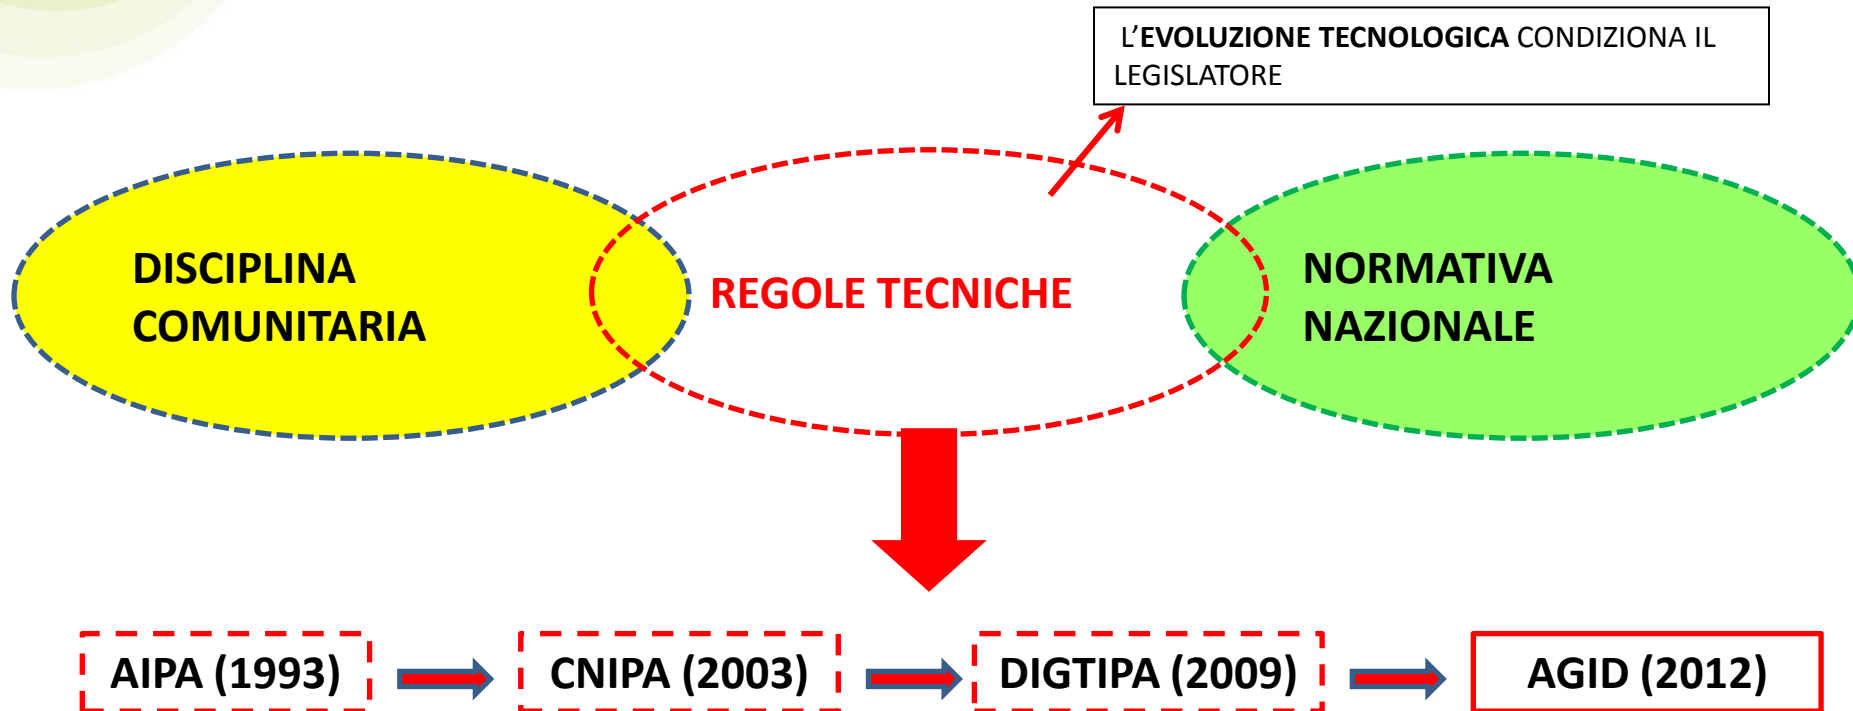 L'EVOLUZIONE TECNOLOGICA CONDIZIONA IL
LEGISLATORE
DISCIPLINA
COMUNITARIA
REGOLE TECNICHE
NORMATIVA
NAZIONALE
AIPA (1993)
CNIPA (2003)
DIGTIPA (2009)
AGID (2012)